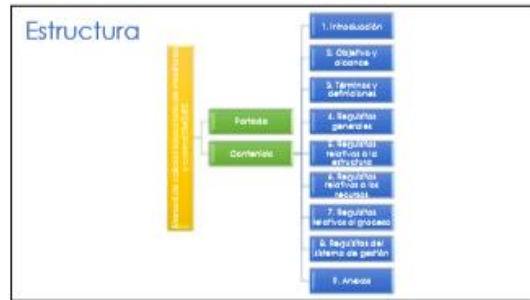 Estructura
Portada
Contenido
1. Introducción
2. Objetivo y
alcance
3. Términos y
definiciones
4. Requisitos
generales
5. Requisitos
relativos a la
estructura
6. Requisitos
relativos a los
recursos
7. Requisitos
relativos al proceso
8. Requisitos del
sistema de gestión
9. Anexos